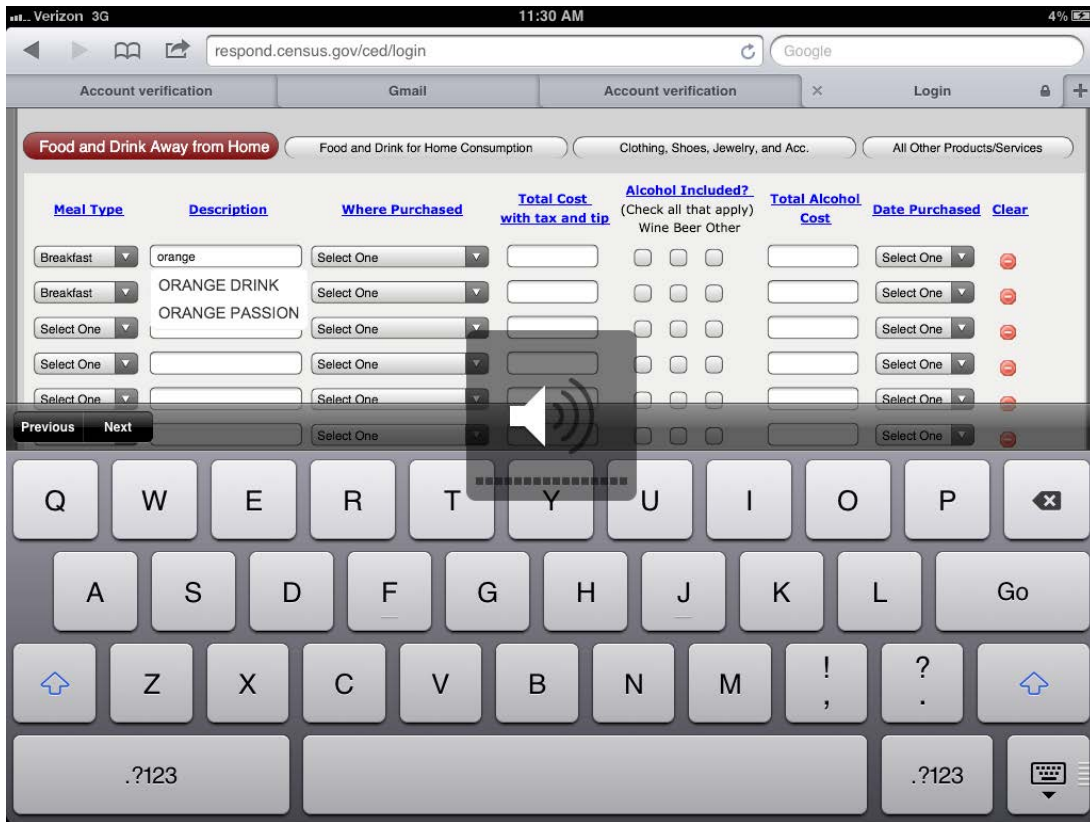 Verizon 3G 11:30 AM 4%
respond.census.gov/ced/login Google
Account verification Gmail Account verification × Login +
Food and Drink Away from Home Food and Drink for Home Consumption Clothing, Shoes, Jewelry, and Acc. All Other Products/Services
Meal Type Description Where Purchased Total Cost with tax and tip Alcohol Included? (Check all that apply) Wine Beer Other Total Alcohol Cost Date Purchased Clear
Breakfast orange Select One Select One
Breakfast ORANGE DRINK Select One Select One
ORANGE PASSION
Select One Select One Select One
Select One Select One Select One
Select One Select One Select One
Previous Next Select One Select One
Q W E R T Y U I O P
A S D F G H J K L Go
Z X C V B N M ! , ? .
.?123 .?123